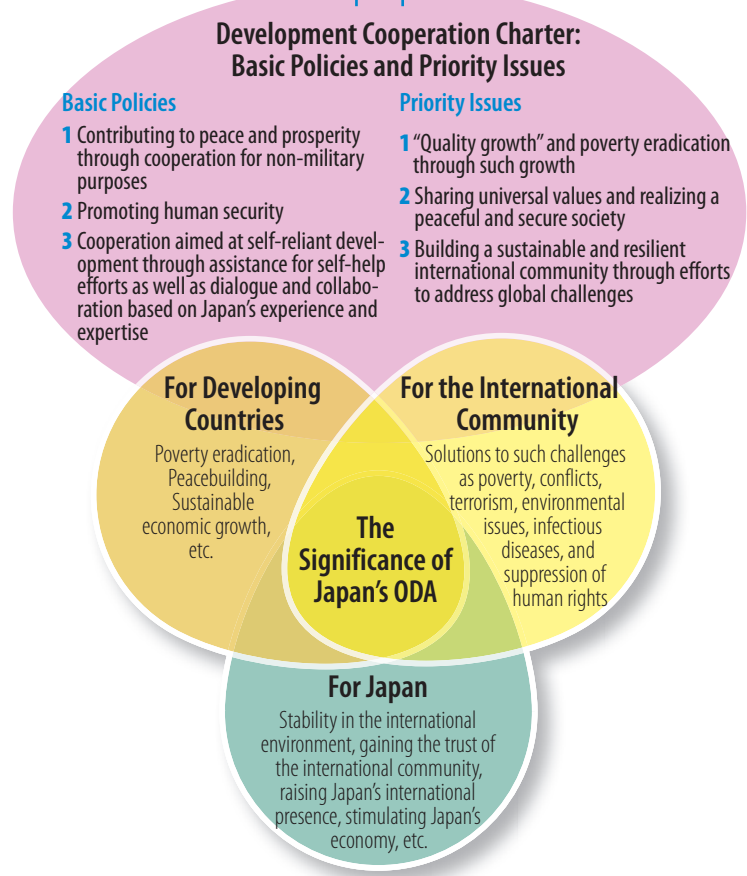 Development Cooperation Charter:
Basic Policies and Priority Issues
Basic Policies
1 Contributing to peace and prosperity
through cooperation for non-military
purposes
2 Promoting human security
3 Cooperation aimed at self-reliant devel-
opment through assistance for self-help
efforts as well as dialogue and collabo-
ration based on Japan’s experience and
expertise
Priority Issues
1 “Quality growth” and poverty eradication
through such growth
2 Sharing universal values and realizing a
peaceful and secure society
3 Building a sustainable and resilient
international community through efforts
to address global challenges
For Developing
Countries
Poverty eradication,
Peacebuilding,
Sustainable
economic growth,
etc.
For the International
Community
Solutions to such challenges
as poverty, conflicts,
terrorism, environmental
issues, infectious
diseases, and
suppression of
human rights
The
Significance of
Japan’s ODA
For Japan
Stability in the international
environment, gaining the trust of
the international community,
raising Japan’s international
presence, stimulating Japan’s
economy, etc.